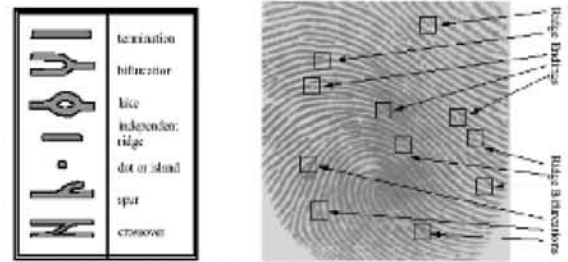 termination
bifurcation
lake
independent
ridge
dot or island
spur
crossover
Ridge Endings
Ridge Bifurcations